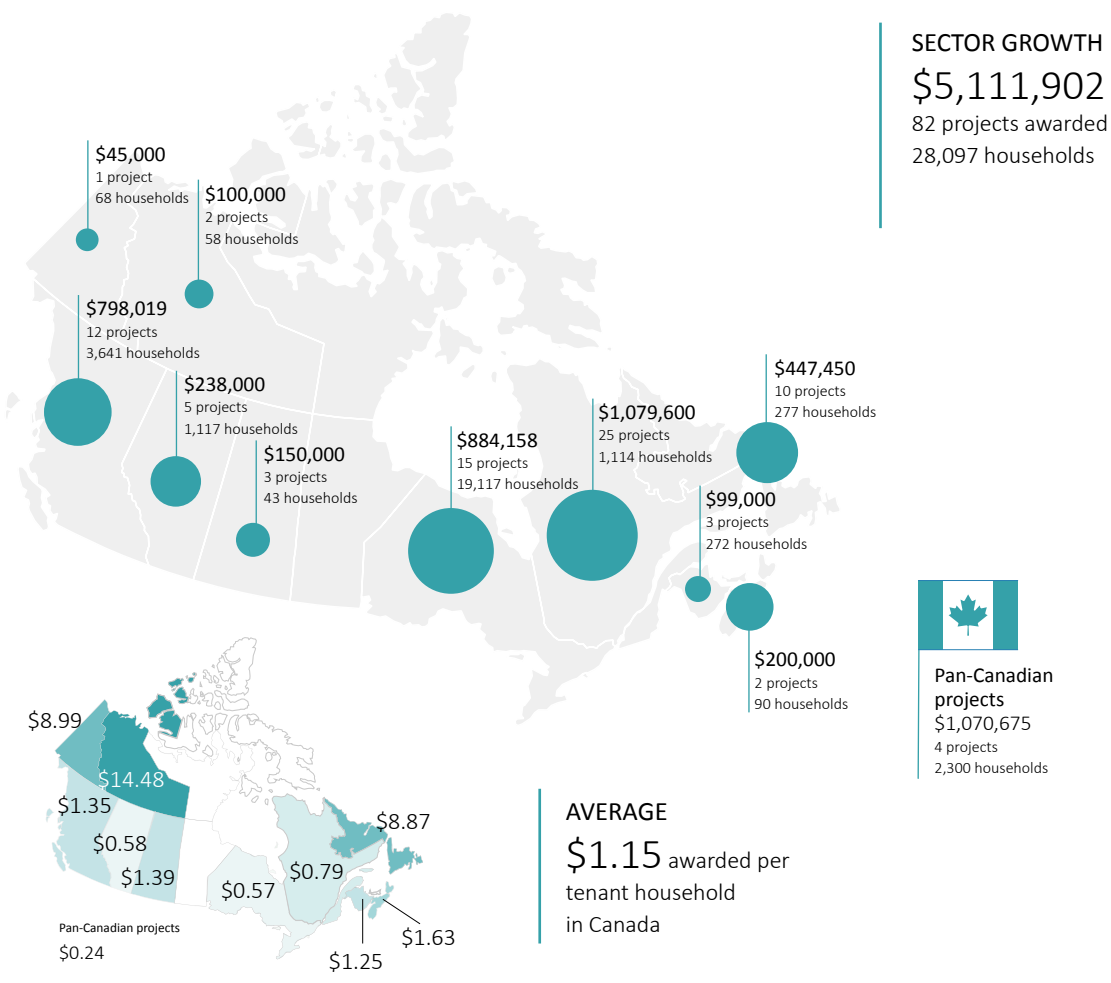 SECTOR GROWTH
$5,111,902
82 projects awarded
28,097 households
$45,000
1 project
68 households
$100,000
2 projects
58 households
$798,019
12 projects
3,641 households
$238,000
5 projects
1,117 households
$150,000
3 projects
43 households
$884,158
15 projects
19,117 households
$1,079,600
25 projects
1,114 households
$447,450
10 projects
277 households
$99,000
3 projects
272 households
$200,000
2 projects
90 households
Pan-Canadian
projects
$1,070,675
4 projects
2,300 households
$8.99
$14.48
$1.35
$0.58
$1.39
$0.57
$0.79
$8.87
$1.63
$1.25
Pan-Canadian projects
$0.24
AVERAGE
$1.15 awarded per
tenant household
in Canada